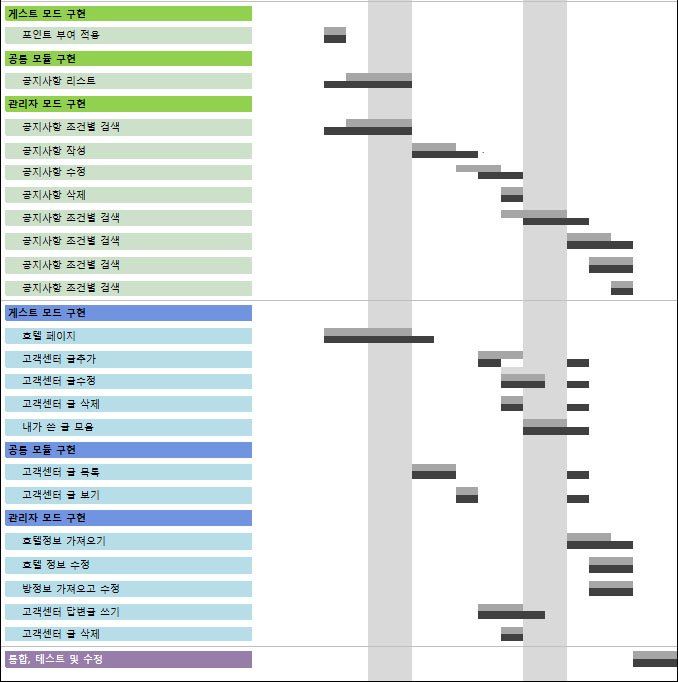 게스트 모드 구현
포인트 부여 적용
공통 모듈 구현
공지사항 리스트
관리자 모드 구현
공지사항 조건별 검색
공지사항 작성
공지사항 수정
공지사항 삭제
공지사항 조건별 검색
공지사항 조건별 검색
공지사항 조건별 검색
공지사항 조건별 검색
게스트 모드 구현
호텔 페이지
고객센터 글추가
고객센터 글수정
고객센터 글 삭제
내가 쓴 글 모음
공통 모듈 구현
고객센터 글 목록
고객센터 글 보기
관리자 모드 구현
호텔정보 가져오기
호텔 정보 수정
방정보 가져오고 수정
고객센터 답변글 쓰기
고객센터 글 삭제
통합, 테스트 및 수정